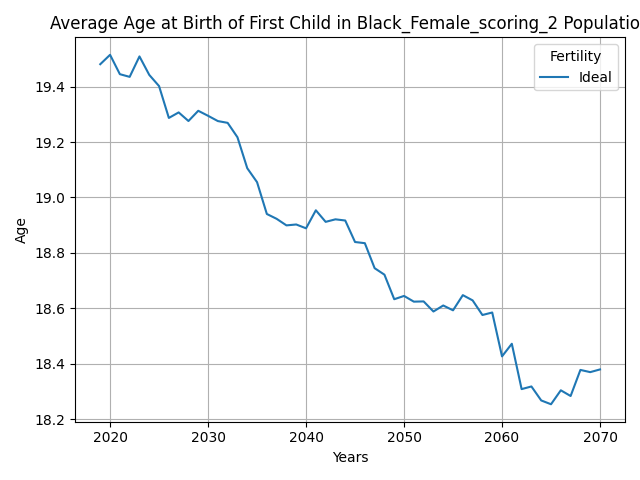 Average Age at Birth of First Child in Black_Female_scoring_2 Populatio
Fertility
Ideal
19.4
19.2
19.0
18.8
18.6
18.4
18.2
Age
2020 2030 2040 2050 2060 2070
Years